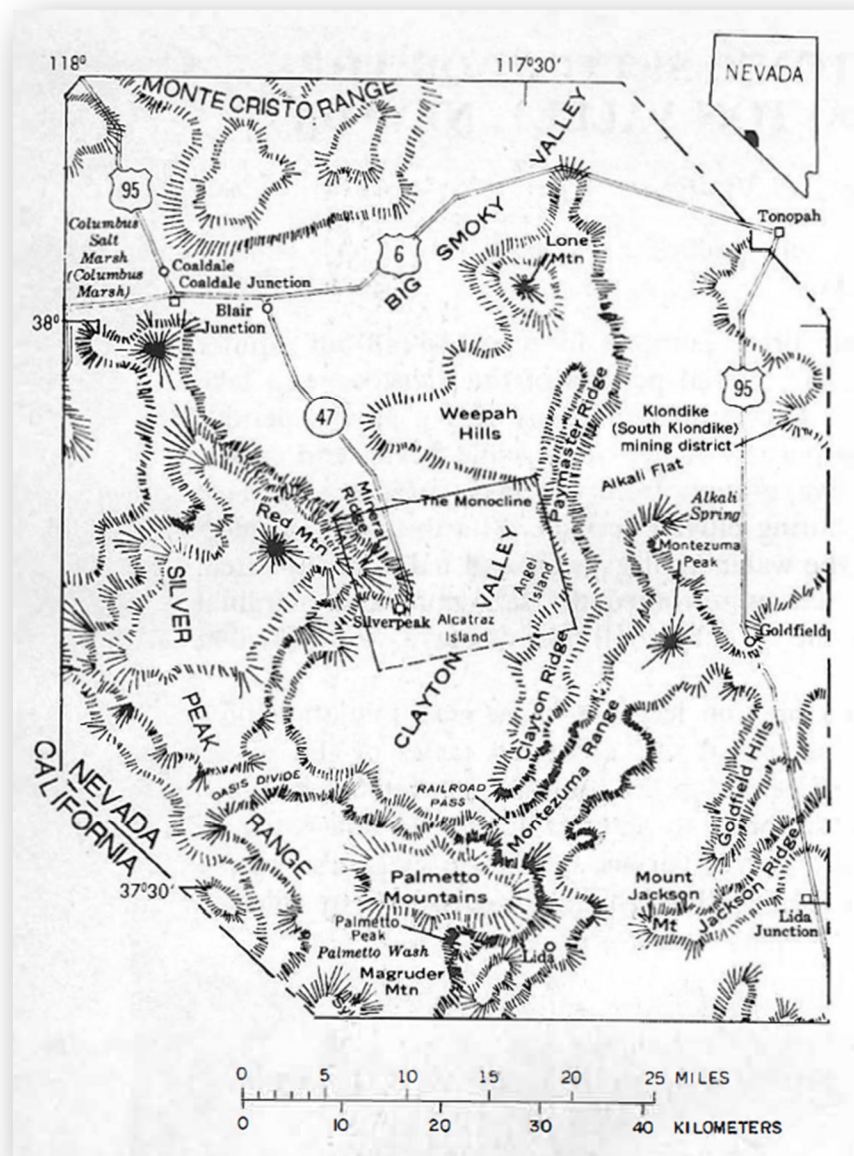 118°
117°30'
NEVADA
MONTE CRISTO RANGE
VALLEY
95
SMOKY
Tonopah
Columbus
Salt
Marsh
(Columbus
Marsh)
6
Lone
Mtn
Coaldale
Coaldale Junction
BIG
Blair
Junction
38°
95
47
Weepah
Hills
Paymaster Ridge
Klondike
(South Klondike)
mining district
Alkali Flat
Mineral
Ridge
The Monocline
Alkali
Spring
Red Mtn
VALLEY
Montezuma
Peak
SILVER
Island
Silverpeak
Alcatraz
Island
Goldfield
CLAYTON
Clayton Ridge
PEAK
Montezuma Range
OASIS DIVIDE
RAILROAD
PASS
Goldfield Hills
NEVADA
CALIFORNIA
RANGE
37°30'
Palmetto
Mountains
Mount
Jackson
Mt
Jackson Ridge
Lida
Junction
Palmetto
Peak
Palmetto Wash
Lida
Magruder
Mtn
0 5 10 15 20 25 MILES
0 10 20 30 40 KILOMETERS